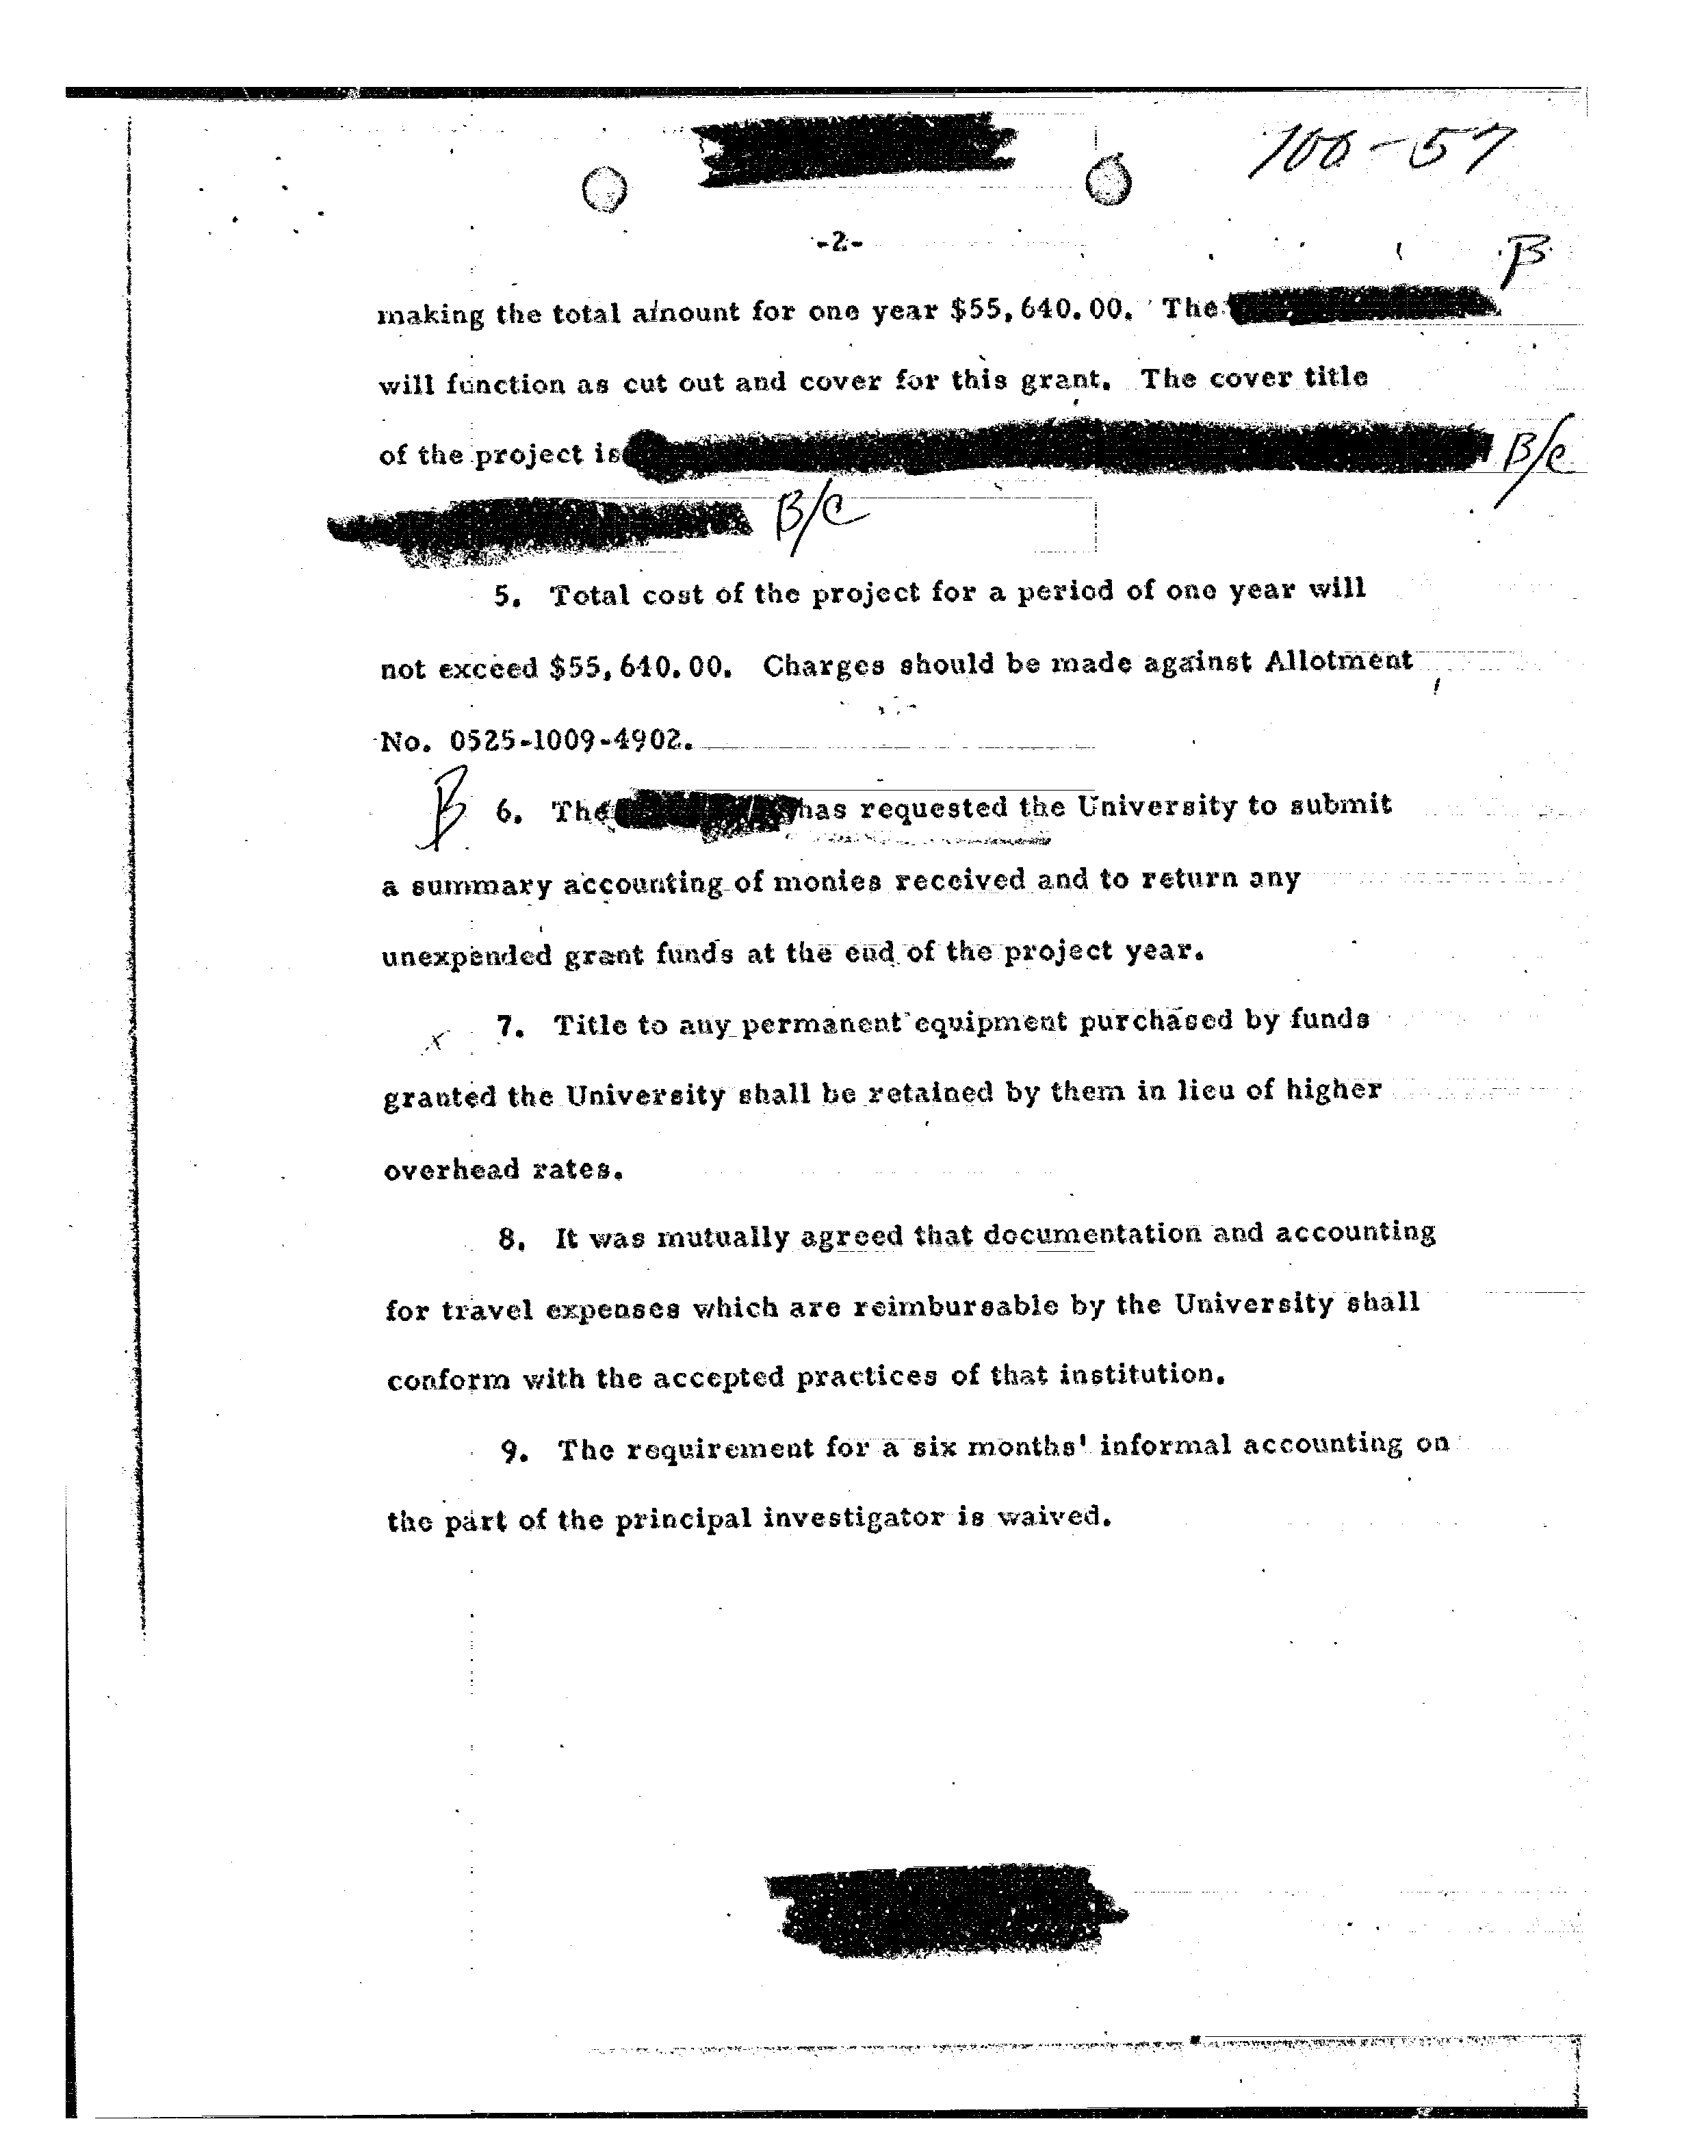 100-57
-2-
B
making the total amount for one year $55,640.00. The
will function as cut out and cover for this grant. The cover title
of the project is B/C
B/C
5. Total cost of the project for a period of one year will
not exceed $55,640.00. Charges should be made against Allotment
No. 0525-1009-4902.
B 6. The has requested the University to submit
a summary accounting of monies received and to return any
unexpended grant funds at the end of the project year.
x 7. Title to any permanent equipment purchased by funds
granted the University shall be retained by them in lieu of higher
overhead rates.
8. It was mutually agreed that documentation and accounting
for travel expenses which are reimbursable by the University shall
conform with the accepted practices of that institution.
9. The requirement for a six months' informal accounting on
the part of the principal investigator is waived.